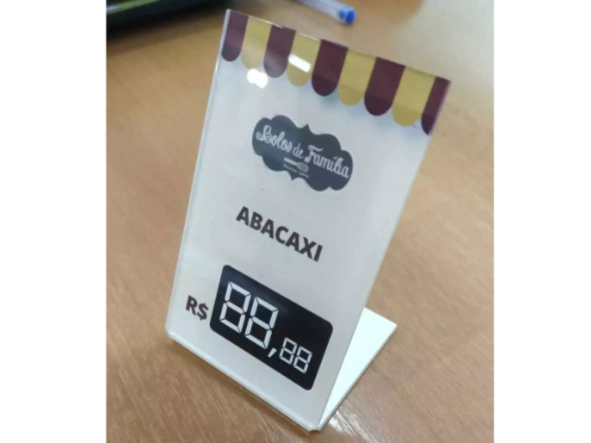 Bolos de Família
ABACAXI
R$ 88,88